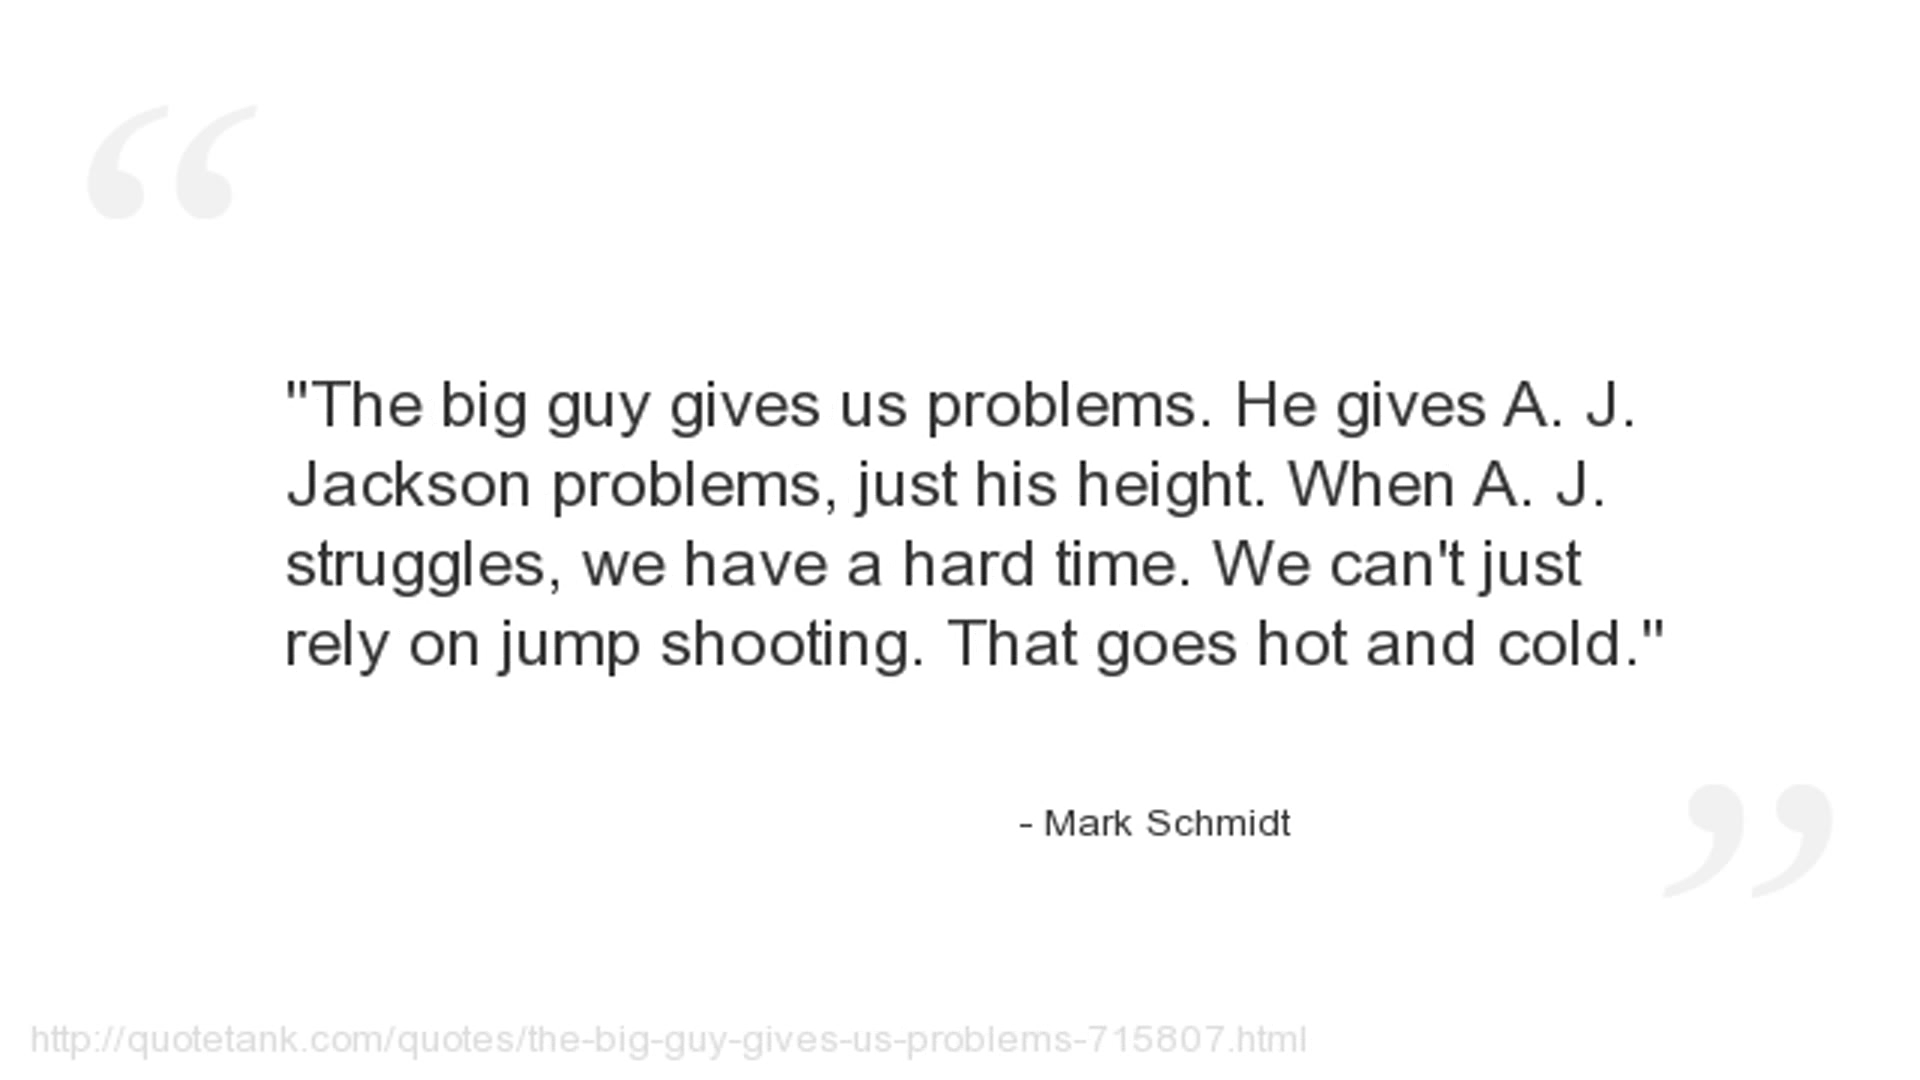 "The big guy gives us problems. He gives A. J.
Jackson problems, just his height. When A. J.
struggles, we have a hard time. We can't just
rely on jump shooting. That goes hot and cold."
- Mark Schmidt
http://quotetank.com/quotes/the-big-guy-gives-us-problems-715807.html